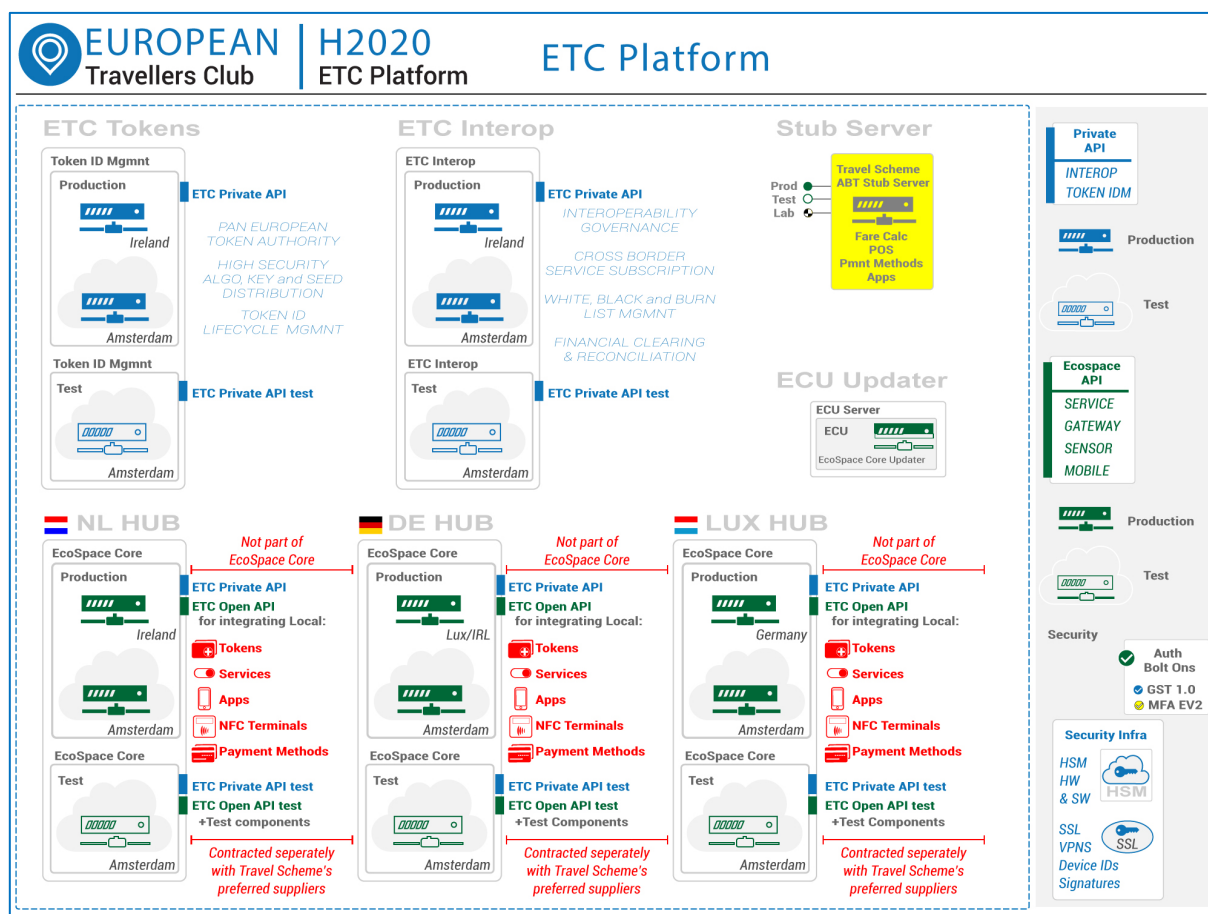 EUROPEAN
Travellers Club
H2020
ETC Platform
ETC Platform
ETC Tokens
Token ID Mgmnt
Production
Ireland
Amsterdam
ETC Private API
PAN EUROPEAN
TOKEN AUTHORITY
HIGH SECURITY
ALGO, KEY and SEED
DISTRIBUTION
TOKEN ID
LIFECYCLE MGMNT
Token ID Mgmnt
Test
Amsterdam
ETC Private API test
ETC Interop
ETC Interop
Production
Ireland
Amsterdam
ETC Private API
INTEROPERABILITY
GOVERNANCE
CROSS BORDER
SERVICE SUBSCRIPTION
WHITE, BLACK and BURN
LIST MGMNT
FINANCIAL CLEARING
& RECONCILIATION
ETC Interop
Test
Amsterdam
ETC Private API test
Stub Server
Prod
Test
Lab
Travel Scheme
ABT Stub Server
Fare Calc
POS
Pmnt Methods
Apps
ECU Updater
ECU Server
ECU
EcoSpace Core Updater
NL HUB
EcoSpace Core
Production
Ireland
Amsterdam
Not part of
EcoSpace Core
ETC Private API
ETC Open API
for integrating Local:
Tokens
Services
Apps
NFC Terminals
Payment Methods
EcoSpace Core
Test
Amsterdam
ETC Private API test
ETC Open API test
+Test components
Contracted seperately
with Travel Scheme's
preferred suppliers
DE HUB
EcoSpace Core
Production
Lux/IRL
Amsterdam
Not part of
EcoSpace Core
ETC Private API
ETC Open API
for integrating Local:
Tokens
Services
Apps
NFC Terminals
Payment Methods
EcoSpace Core
Test
Amsterdam
ETC Private API test
ETC Open API test
+Test Components
Contracted seperately
with Travel Scheme's
preferred suppliers
LUX HUB
EcoSpace Core
Production
Germany
Amsterdam
Not part of
EcoSpace Core
ETC Private API
ETC Open API
for integrating Local:
Tokens
Services
Apps
NFC Terminals
Payment Methods
EcoSpace Core
Test
Amsterdam
ETC Private API test
ETC Open API test
+Test Components
Contracted seperately
with Travel Scheme's
preferred suppliers
Private
API
INTEROP
TOKEN IDM
Production
Test
Ecospace
API
SERVICE
GATEWAY
SENSOR
MOBILE
Production
Test
Security
Auth
Bolt Ons
GST 1.0
MFA EV2
Security Infra
HSM
HW
& SW
HSM
SSL
VPNS
Device IDs
Signatures
SSL